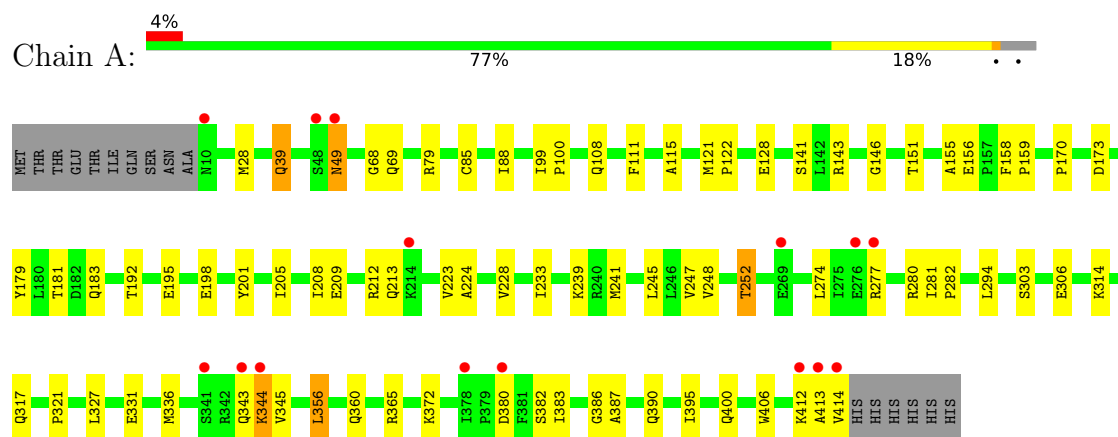 4%
Chain A:
77% 18% • •
MET THR THR GLU THR ILE GLN SER ASN ALA N10 M28 Q39 S48 N49 G68 Q69 R79 C85 I88 I99 P100 Q108 F111 A115 M121 P122 E128 S141 L142 R143 G146 T151 A155 E156 P157 F158 P159 P170 D173
Y179 L180 T181 D182 Q183 T192 E195 E198 Y201 I205 I208 E209 R212 Q213 K214 V223 A224 V228 I233 K239 R240 M241 L245 L246 V247 V248 T252 E269 L274 I275 E276 R277 R280 I281 P282 L294 S303 E306 K314
Q317 P321 L327 E331 M336 S341 R342 Q343 K344 V345 L356 Q360 R365 K372 I378 P379 D380 F381 S382 I383 G386 A387 Q390 I395 Q400 W406 K412 A413 V414 HIS HIS HIS HIS HIS HIS